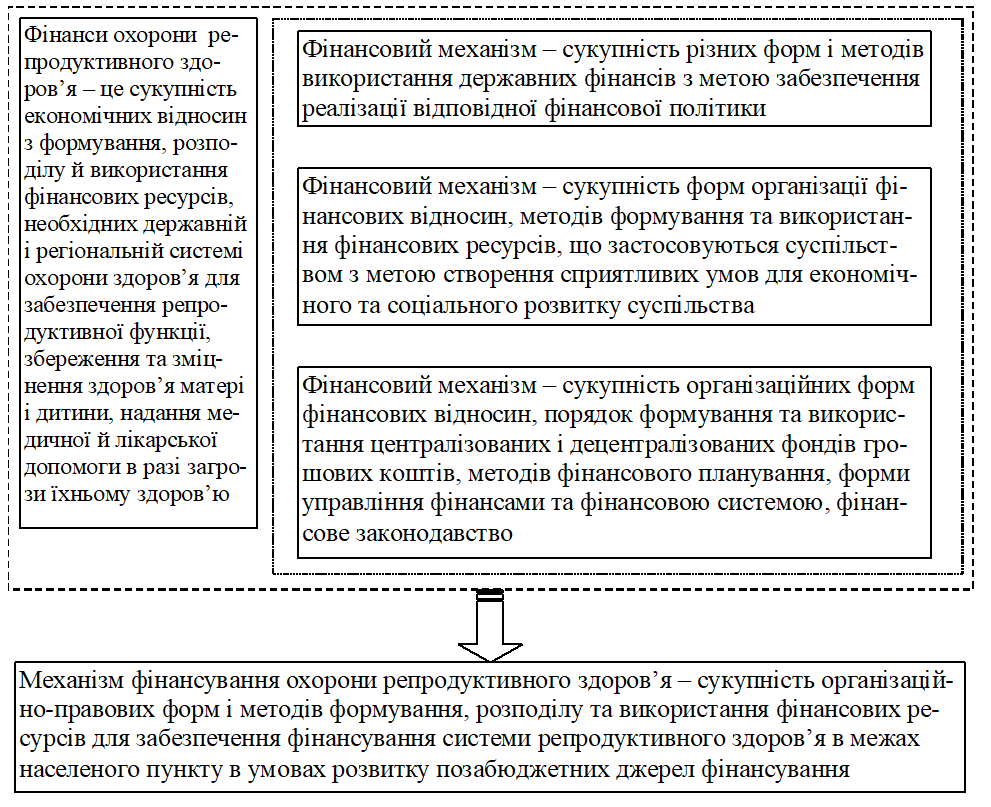 Фінанси охорони ре-
продуктивного здо-
ров’я – це сукупність
економічних відносин
з формування, розпо-
ділу й використання
фінансових ресурсів,
необхідних державній
і регіональній системі
охорони здоров’я для
забезпечення репро-
дуктивної функції,
збереження та зміц-
нення здоров’я матері
і дитини, надання ме-
дичної й лікарської
допомоги в разі загро-
зи їхньому здоров’ю
Фінансовий механізм – сукупність різних форм і методів
використання державних фінансів з метою забезпечення
реалізації відповідної фінансової політики
Фінансовий механізм – сукупність форм організації фі-
нансових відносин, методів формування та використан-
ня фінансових ресурсів, що застосовуються суспільст-
вом з метою створення сприятливих умов для економіч-
ного та соціального розвитку суспільства
Фінансовий механізм – сукупність організаційних форм
фінансових відносин, порядок формування та викорис-
тання централізованих і децентралізованих фондів гро-
шових коштів, методів фінансового планування, форми
управління фінансами та фінансовою системою, фінан-
сове законодавство
Механізм фінансування охорони репродуктивного здоров’я – сукупність організацій-
но-правових форм і методів формування, розподілу та використання фінансових ре-
сурсів для забезпечення фінансування системи репродуктивного здоров’я в межах
населеного пункту в умовах розвитку позабюджетних джерел фінансування